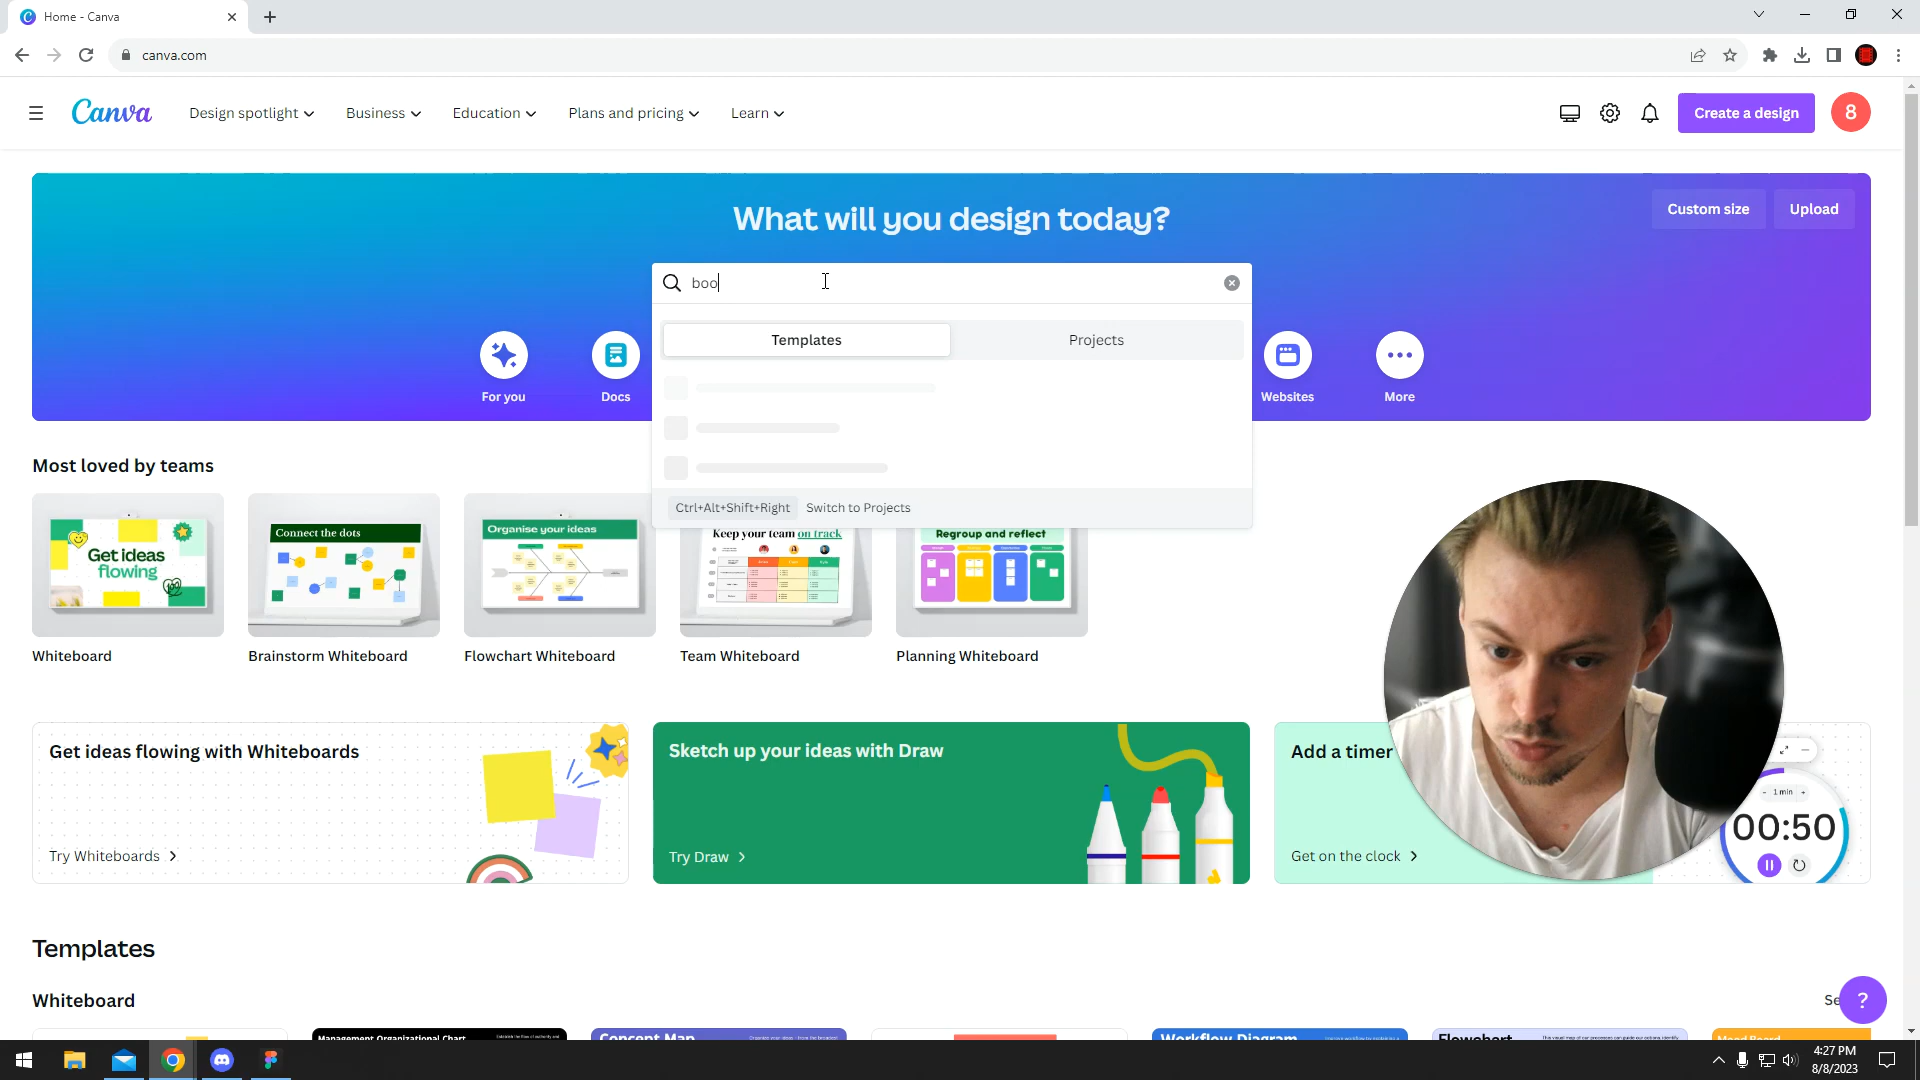 Home - Canva
canva.com
Canva
Design spotlight
Business
Education
Plans and pricing
Learn
Create a design
8
What will you design today?
Custom size
Upload
boo
Templates
Projects
For you
Docs
Websites
More
Ctrl+Alt+Shift+Right
Switch to Projects
Most loved by teams
Get ideas
flowing
Connect the dots
Organise your ideas
Keep your team on track
Regroup and reflect
Whiteboard
Brainstorm Whiteboard
Flowchart Whiteboard
Team Whiteboard
Planning Whiteboard
Get ideas flowing with Whiteboards
Try Whiteboards
Sketch up your ideas with Draw
Try Draw
Add a timer
Get on the clock
- 1 min +
00:50
Templates
Whiteboard
Se
?
Management Organizational Chart
Concept Map
Workflow Diagram
Flowchart
Mood Board
4:27 PM
8/8/2023